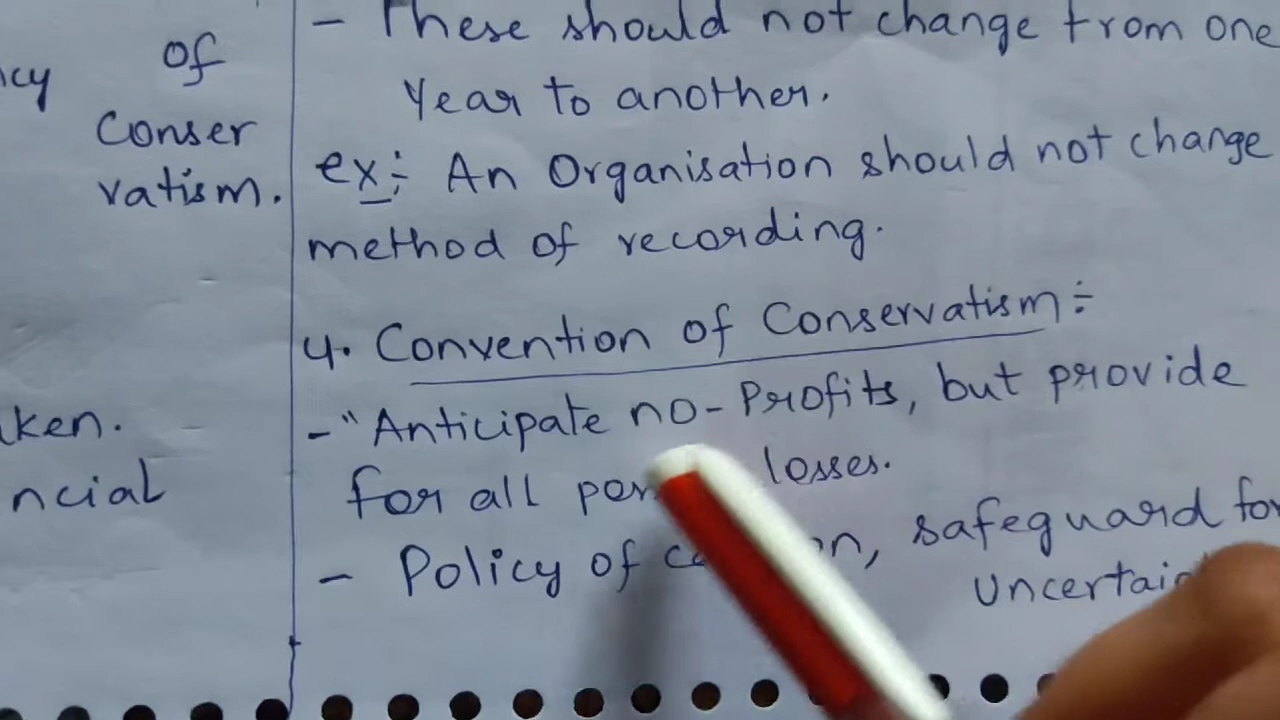 of
Conser
vatism.
ken.
ncial
- These should not change from one
Year to another.
ex:- An Organisation should not change
method of recording.
4. Convention of Conservatism:-
- "Anticipate no-Profits, but provide
for all losses.
- Policy of safeguard for